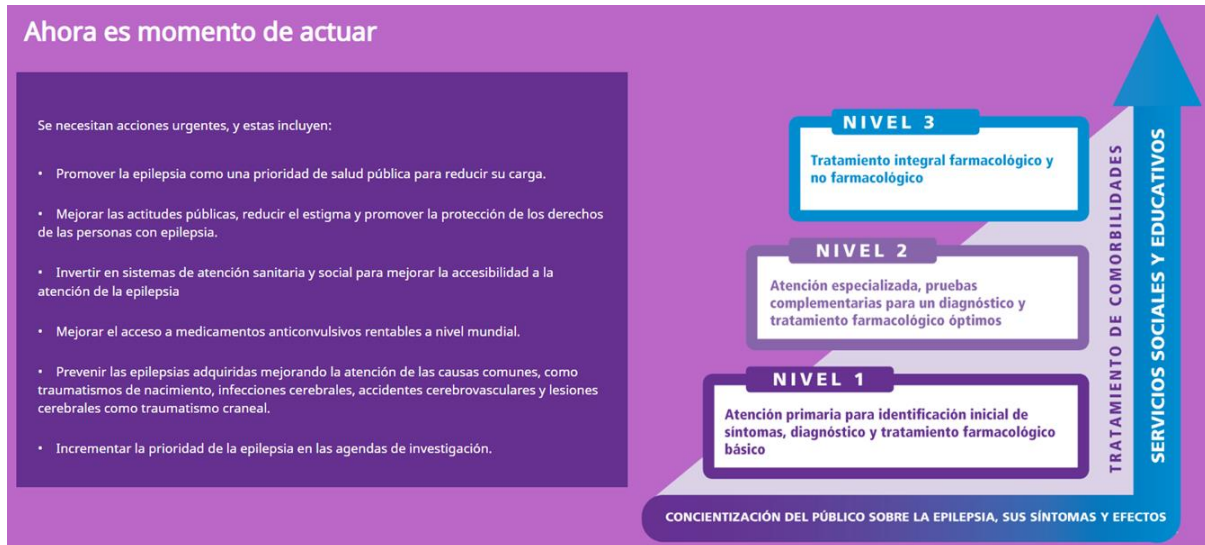 Ahora es momento de actuar
Se necesitan acciones urgentes, y estas incluyen:
• Promover la epilepsia como una prioridad de salud pública para reducir su carga.
• Mejorar las actitudes públicas, reducir el estigma y promover la protección de los derechos
de las personas con epilepsia.
• Invertir en sistemas de atención sanitaria y social para mejorar la accesibilidad a la
atención de la epilepsia
• Mejorar el acceso a medicamentos anticonvulsivos rentables a nivel mundial.
• Prevenir las epilepsias adquiridas mejorando la atención de las causas comunes, como
traumatismos de nacimiento, infecciones cerebrales, accidentes cerebrovasculares y lesiones
cerebrales como traumatismo craneal.
• Incrementar la prioridad de la epilepsia en las agendas de investigación.
NIVEL 3
Tratamiento integral farmacológico y
no farmacológico
NIVEL 2
Atención especializada, pruebas
complementarias para un diagnóstico y
tratamiento farmacológico óptimos
NIVEL 1
Atención primaria para identificación inicial de
síntomas, diagnóstico y tratamiento farmacológico
básico
TRATAMIENTO DE COMORBILIDADES
SERVICIOS SOCIALES Y EDUCATIVOS
CONCIENTIZACIÓN DEL PÚBLICO SOBRE LA EPILEPSIA, SUS SÍNTOMAS Y EFECTOS